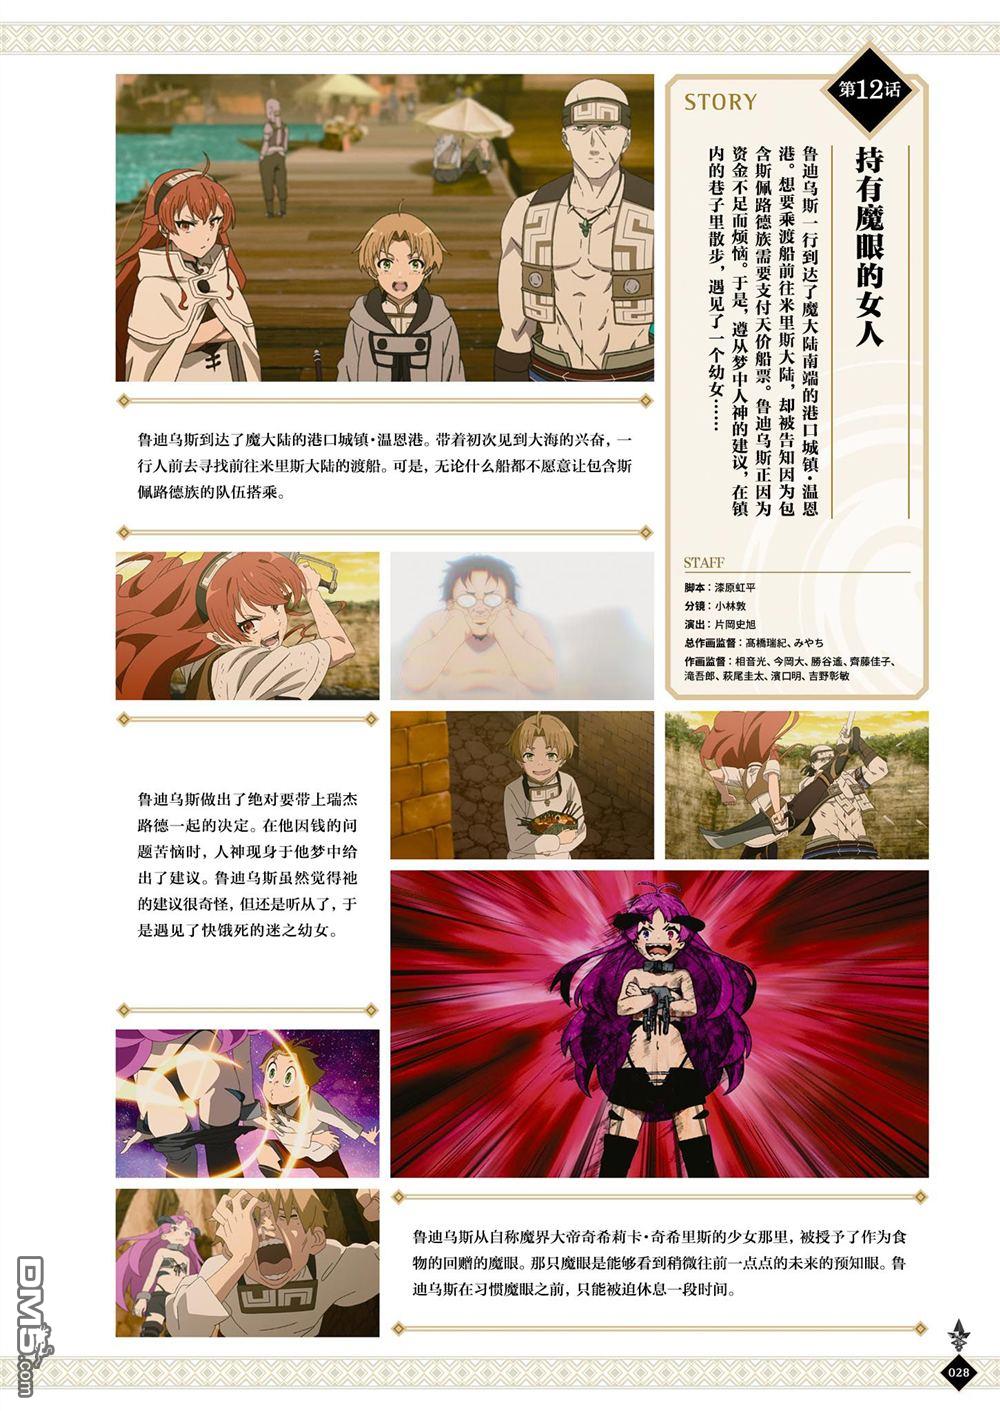 第12话
STORY
持有魔眼的女人
鲁迪乌斯一行到达了魔大陆南端的港口城镇·温恩
港。想要乘渡船前往米里斯大陆，却被告知因为包
含斯佩路德族需要支付天价船票。鲁迪乌斯正因为
资金不足而烦恼。于是，遵从梦中人神的建议，在镇
内的巷子里散步，遇见了一个幼女……
STAFF
脚本：漆原虹平
分镜：小林敦
演出：片岡史旭
总作画监督：髙橋瑞紀、みやち
作画监督：相音光、今岡大、勝谷遙、齊藤佳子、
滝吾郎、萩尾圭太、濱口明、吉野彰敏
鲁迪乌斯到达了魔大陆的港口城镇·温恩港。带着初次见到大海的兴奋，一
行人前去寻找前往米里斯大陆的渡船。可是，无论什么船都不愿意让包含斯
佩路德族的队伍搭乘。
鲁迪乌斯做出了绝对要带上瑞杰
路德一起的决定。在他因钱的问
题苦恼时，人神现身于他梦中给
出了建议。鲁迪乌斯虽然觉得祂
的建议很奇怪，但还是听从了，于
是遇见了快饿死的迷之幼女。
鲁迪乌斯从自称魔界大帝奇希莉卡·奇希里斯的少女那里，被授予了作为食
物的回赠的魔眼。那只魔眼是能够看到稍微往前一点点的未来的预知眼。鲁
迪乌斯在习惯魔眼之前，只能被迫休息一段时间。
028
DM5.com